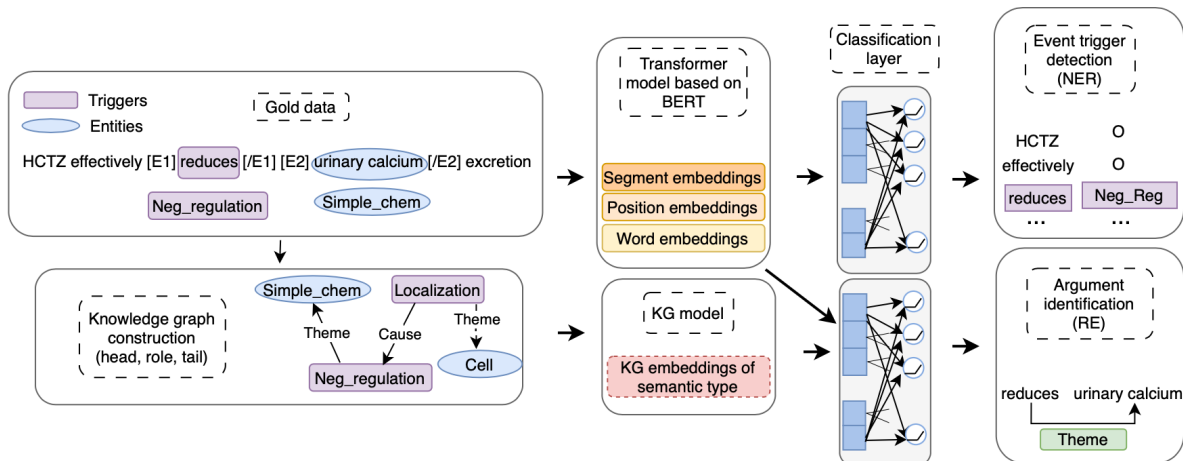 Triggers
Entities
Gold data
HCTZ effectively [E1] reduces [/E1] [E2] urinary calcium [/E2] excretion
Neg_regulation
Simple_chem
Knowledge graph
construction
(head, role, tail)
Simple_chem
Localization
Theme
Cause
Theme
Neg_regulation
Cell
Transformer
model based on
BERT
Segment embeddings
Position embeddings
Word embeddings
KG model
KG embeddings of
semantic type
Classification
layer
Event trigger
detection
(NER)
HCTZ O
effectively O
reduces Neg_Reg
... ...
Argument
identification
(RE)
reduces urinary calcium
Theme